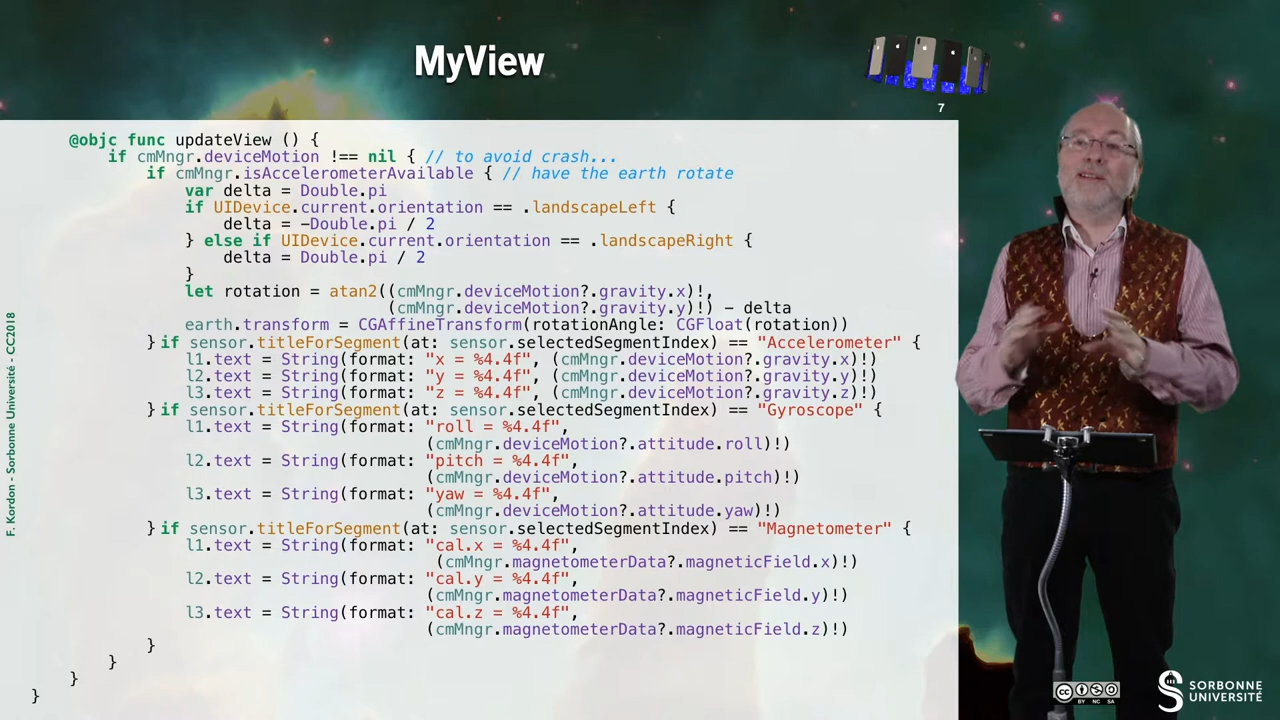 MyView
7
@objc func updateView () {
if cmMngr.deviceMotion !== nil { // to avoid crash...
if cmMngr.isAccelerometerAvailable { // have the earth rotate
var delta = Double.pi
if UIDevice.current.orientation == .landscapeLeft {
delta = -Double.pi / 2
} else if UIDevice.current.orientation == .landscapeRight {
delta = Double.pi / 2
}
let rotation = atan2((cmMngr.deviceMotion?.gravity.x)!,
(cmMngr.deviceMotion?.gravity.y)!) - delta
earth.transform = CGAffineTransform(rotationAngle: CGFloat(rotation))
} if sensor.titleForSegment(at: sensor.selectedSegmentIndex) == "Accelerometer" {
l1.text = String(format: "x = %4.4f", (cmMngr.deviceMotion?.gravity.x)!)
l2.text = String(format: "y = %4.4f", (cmMngr.deviceMotion?.gravity.y)!)
l3.text = String(format: "z = %4.4f", (cmMngr.deviceMotion?.gravity.z)!)
} if sensor.titleForSegment(at: sensor.selectedSegmentIndex) == "Gyroscope" {
l1.text = String(format: "roll = %4.4f",
(cmMngr.deviceMotion?.attitude.roll)!)
l2.text = String(format: "pitch = %4.4f",
(cmMngr.deviceMotion?.attitude.pitch)!)
l3.text = String(format: "yaw = %4.4f",
(cmMngr.deviceMotion?.attitude.yaw)!)
} if sensor.titleForSegment(at: sensor.selectedSegmentIndex) == "Magnetometer" {
l1.text = String(format: "cal.x = %4.4f",
(cmMngr.magnetometerData?.magneticField.x)!)
l2.text = String(format: "cal.y = %4.4f",
(cmMngr.magnetometerData?.magneticField.y)!)
l3.text = String(format: "cal.z = %4.4f",
(cmMngr.magnetometerData?.magneticField.z)!)
}
}
}
}
F. Kordon - Sorbonne Université - CC2018
cc
BY NC SA
SORBONNE
UNIVERSITÉ